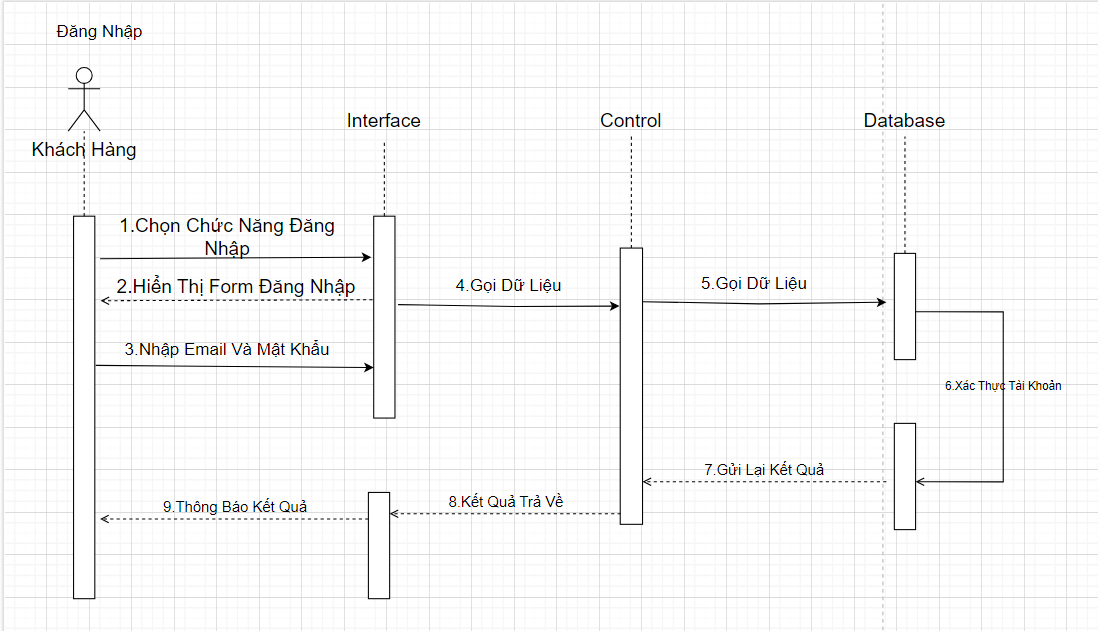 Đăng Nhập
Khách Hàng
Interface
Control
Database
1.Chọn Chức Năng Đăng
Nhập
2.Hiển Thị Form Đăng Nhập
3.Nhập Email Và Mật Khẩu
4.Gọi Dữ Liệu
5.Gọi Dữ Liệu
6.Xác Thực Tài Khoản
7.Gửi Lại Kết Quả
8.Kết Quả Trả Về
9.Thông Báo Kết Quả